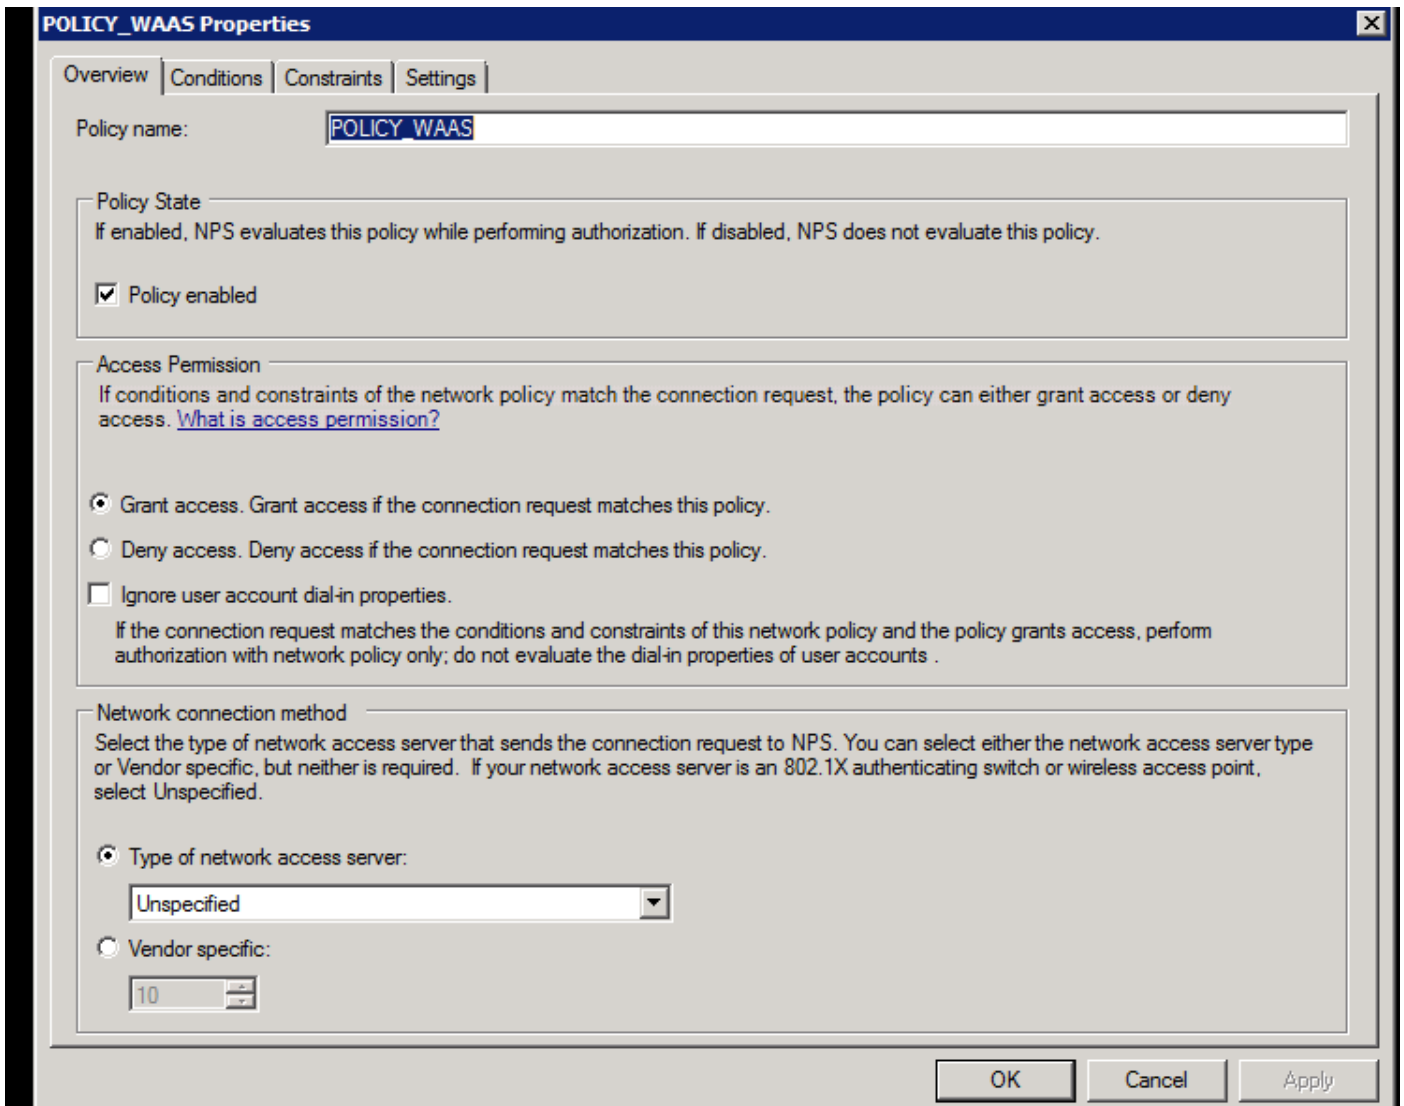 POLICY_WAAS Properties
Overview Conditions Constraints Settings
Policy name: POLICY_WAAS
Policy State
If enabled, NPS evaluates this policy while performing authorization. If disabled, NPS does not evaluate this policy.
Policy enabled
Access Permission
If conditions and constraints of the network policy match the connection request, the policy can either grant access or deny
access. What is access permission?
Grant access. Grant access if the connection request matches this policy.
Deny access. Deny access if the connection request matches this policy.
Ignore user account dial-in properties.
If the connection request matches the conditions and constraints of this network policy and the policy grants access, perform
authorization with network policy only; do not evaluate the dial-in properties of user accounts .
Network connection method
Select the type of network access server that sends the connection request to NPS. You can select either the network access server type
or Vendor specific, but neither is required.  If your network access server is an 802.1X authenticating switch or wireless access point,
select Unspecified.
Type of network access server:
Unspecified
Vendor specific:
10
OK Cancel Apply